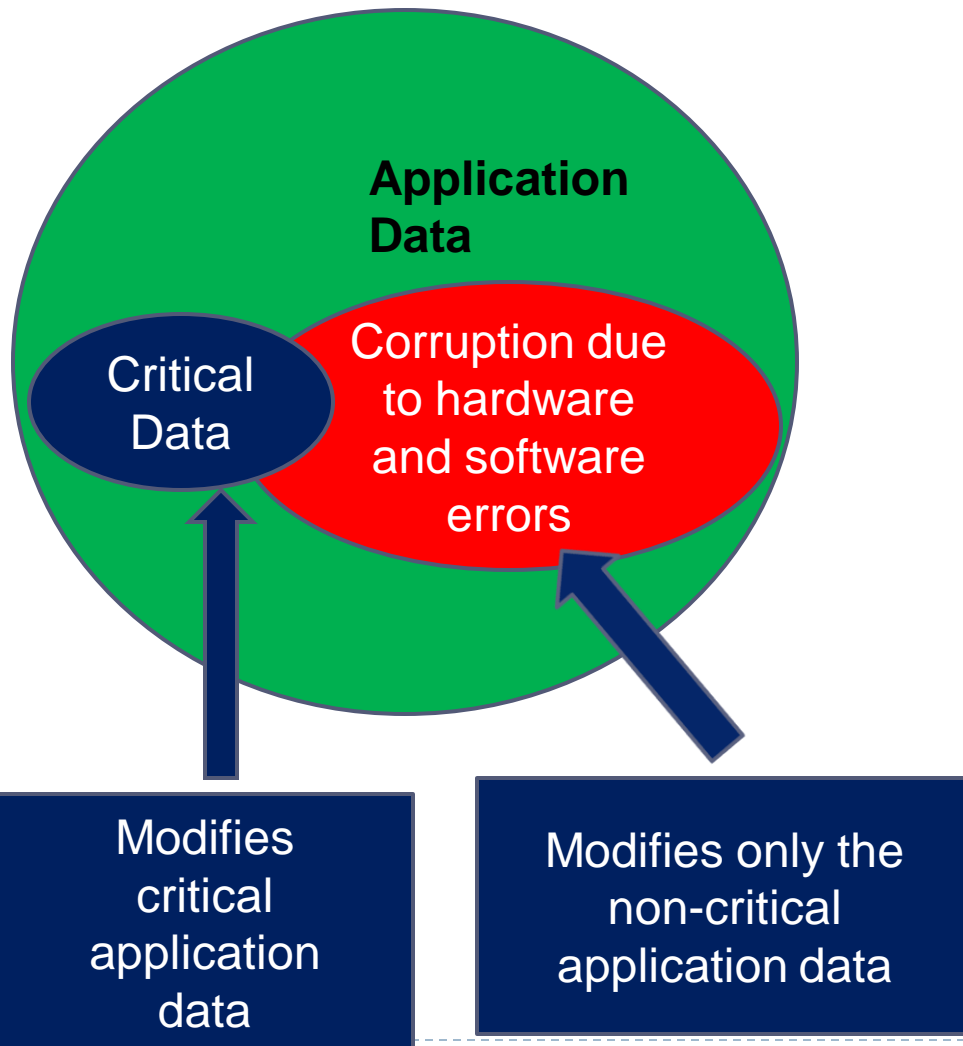 Application
Data
Corruption due
to hardware
and software
errors
Critical
Data
Modifies
critical
application
data
Modifies only the
non-critical
application data